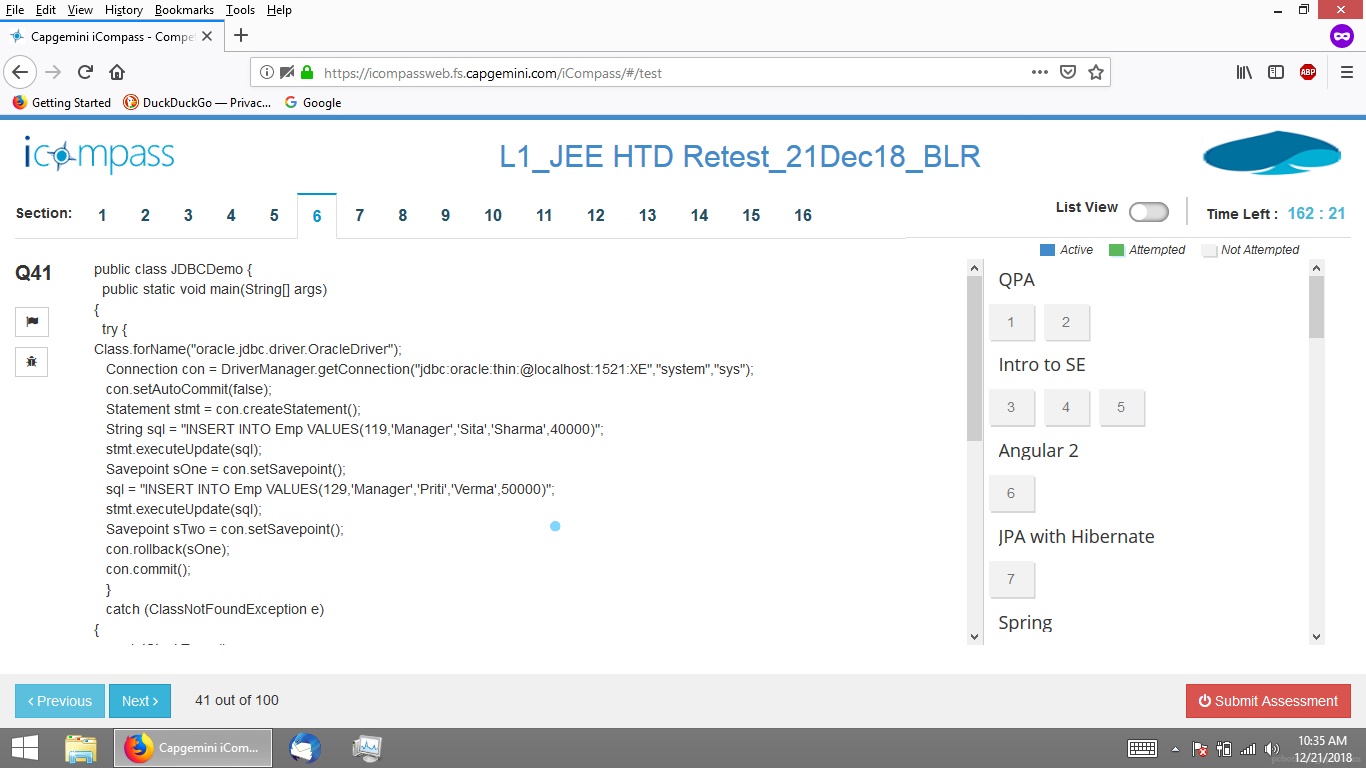 File Edit View History Bookmarks Tools Help
Capgemini iCompass - Compe
https://icompassweb.fs.capgemini.com/iCompass/#/test
ABP
Getting Started DuckDuckGo — Privac... Google
icompass
L1_JEE HTD Retest_21Dec18_BLR
Section: 1 2 3 4 5 6 7 8 9 10 11 12 13 14 15 16
List View
Time Left : 162 : 21
Active Attempted Not Attempted
Q41
public class JDBCDemo {
public static void main(String[] args)
{
try {
Class.forName("oracle.jdbc.driver.OracleDriver");
Connection con = DriverManager.getConnection("jdbc:oracle:thin:@localhost:1521:XE","system","sys");
con.setAutoCommit(false);
Statement stmt = con.createStatement();
String sql = "INSERT INTO Emp VALUES(119,'Manager','Sita','Sharma',40000)";
stmt.executeUpdate(sql);
Savepoint sOne = con.setSavepoint();
sql = "INSERT INTO Emp VALUES(129,'Manager','Priti','Verma',50000)";
stmt.executeUpdate(sql);
Savepoint sTwo = con.setSavepoint();
con.rollback(sOne);
con.commit();
}
catch (ClassNotFoundException e)
{
QPA
1 2
Intro to SE
3 4 5
Angular 2
6
JPA with Hibernate
7
Spring
Previous Next 41 out of 100
Submit Assessment
Capgemini iCom...
10:35 AM
12/21/2018